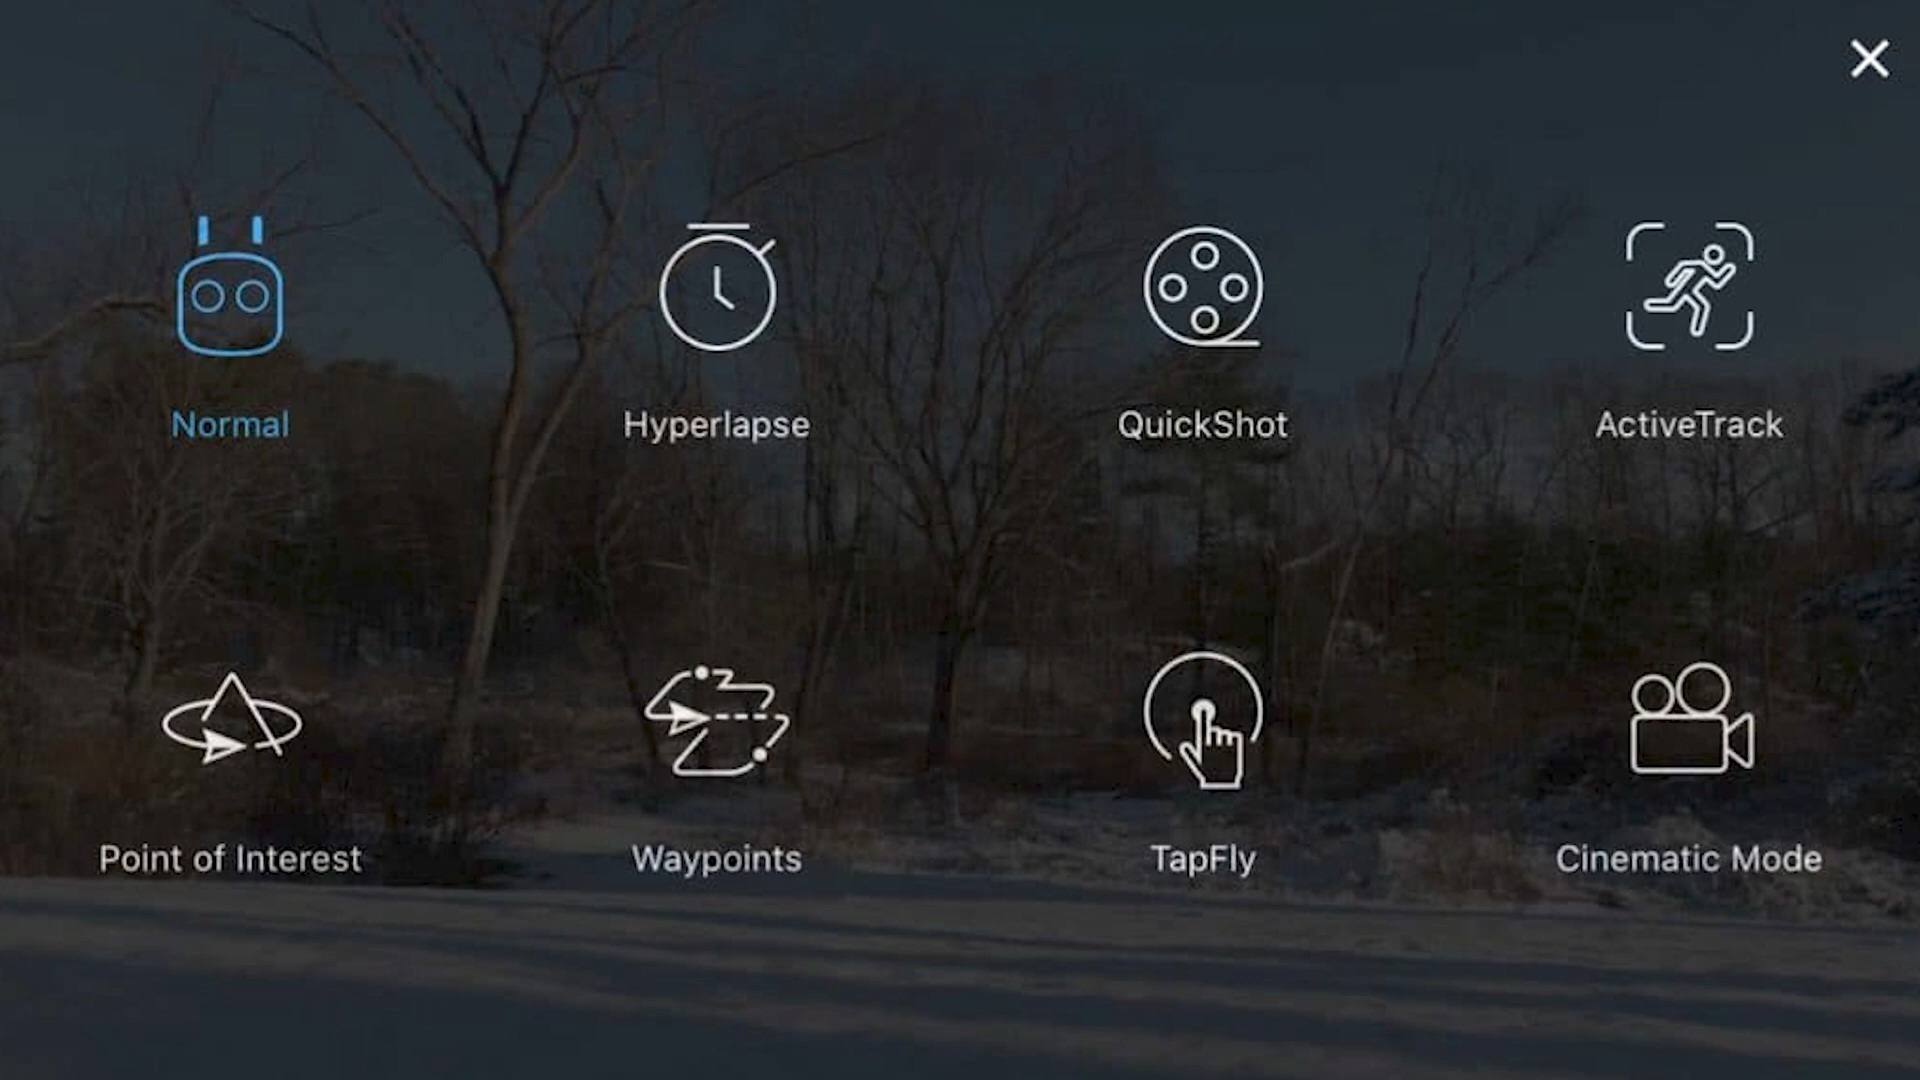 Normal
Hyperlapse
QuickShot
ActiveTrack
Point of Interest
Waypoints
TapFly
Cinematic Mode